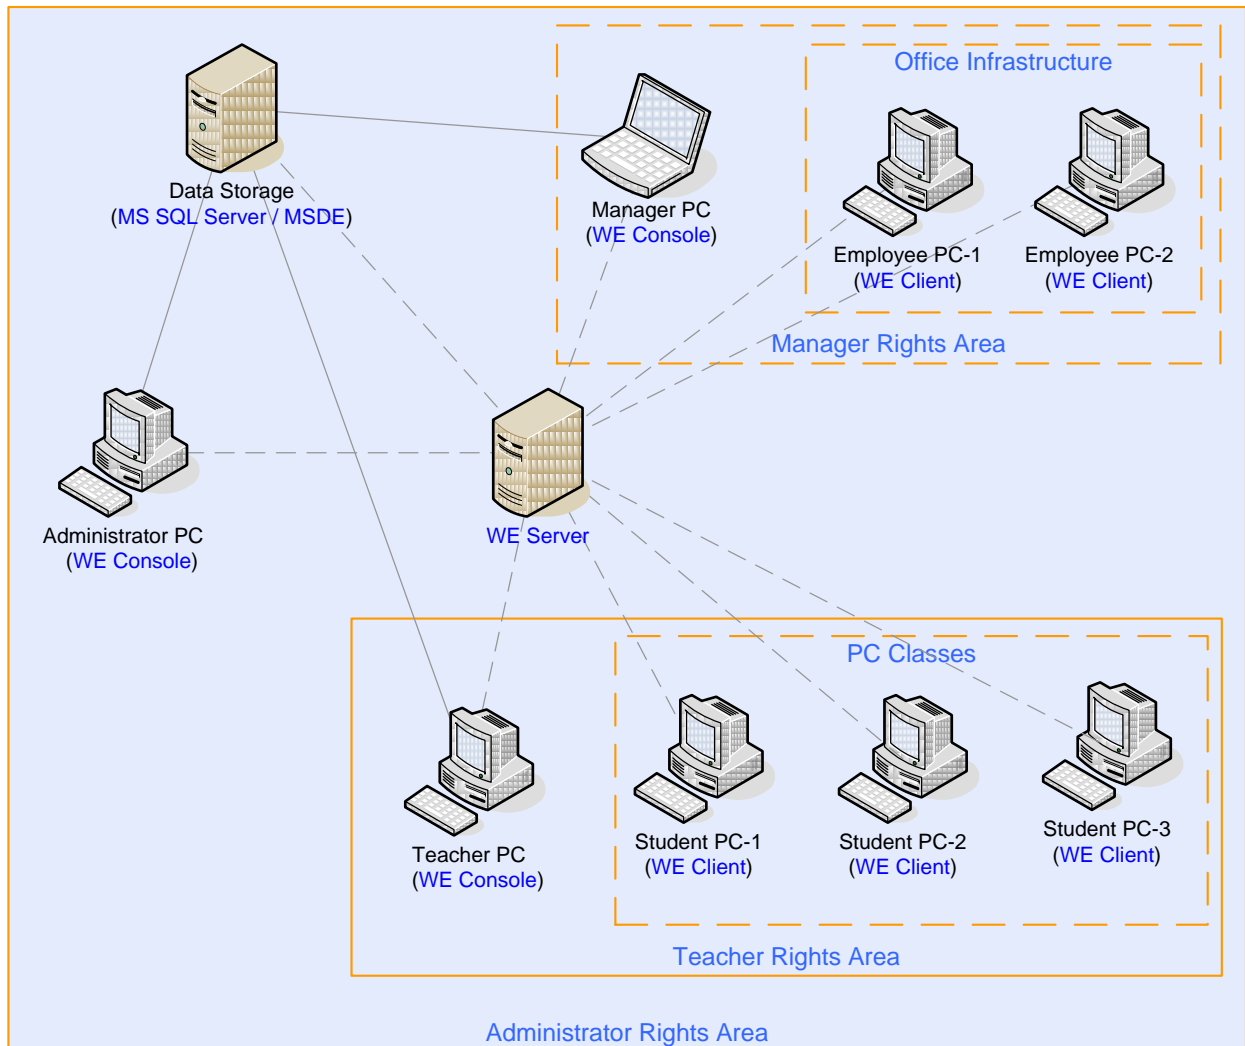 Office Infrastructure
Data Storage
(MS SQL Server / MSDE)
Manager PC
(WE Console)
Employee PC-1
(WE Client)
Employee PC-2
(WE Client)
Manager Rights Area
Administrator PC
(WE Console)
WE Server
PC Classes
Teacher PC
(WE Console)
Student PC-1
(WE Client)
Student PC-2
(WE Client)
Student PC-3
(WE Client)
Teacher Rights Area
Administrator Rights Area